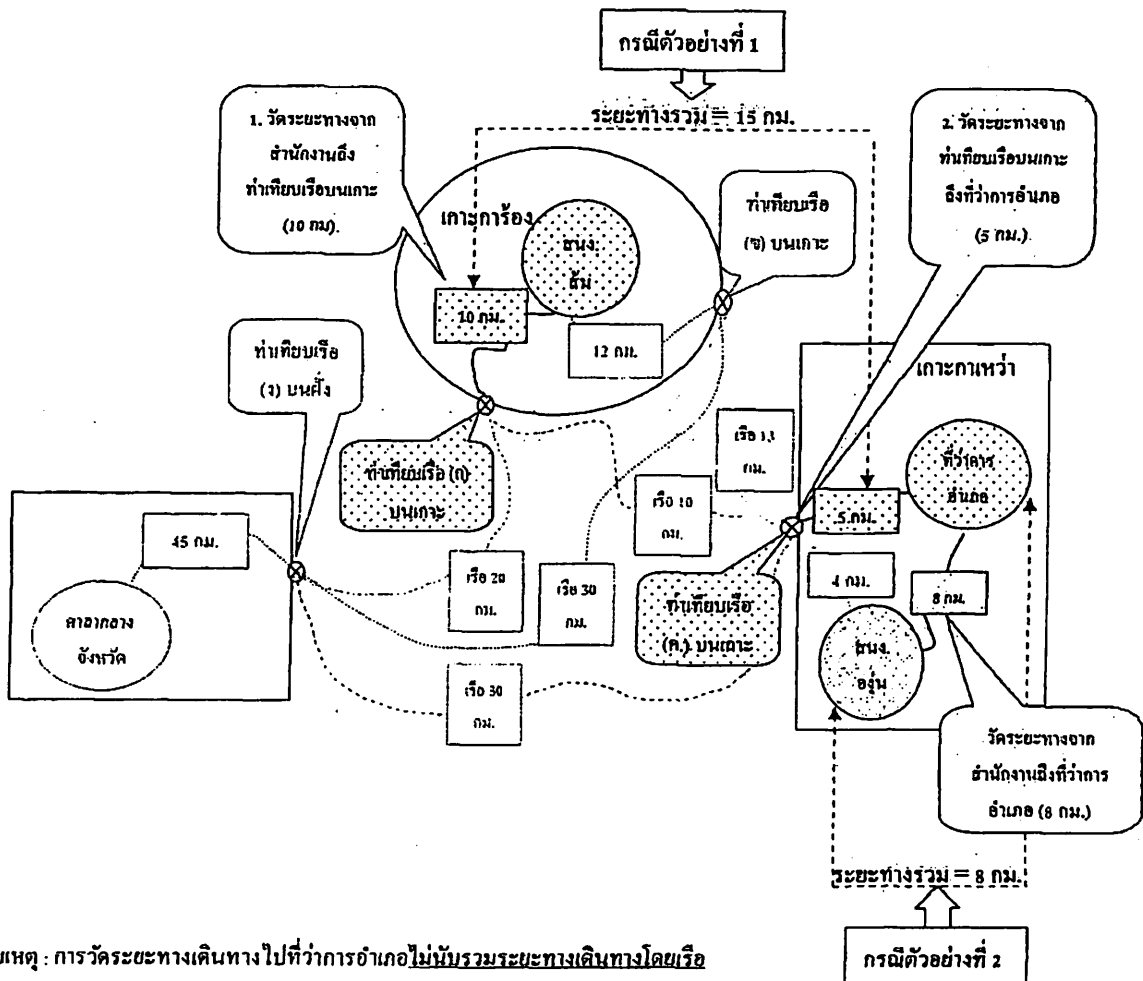 กรณีตัวอย่างที่ 1
ระยะทางรวม = 15 กม.
1. วัดระยะทางจาก
สำนักงานถึง
ท่าเทียบเรือบนเกาะ
(10 กม).
2. วัดระยะทางจาก
ท่าเทียบเรือบนเกาะ
ถึงที่ว่าการอำเภอ
(5 กม.)
เกาะการ้อง
สนง.
ส้ม
10 กม.
12 กม.
ท่าเทียบเรือ
(ข) บนเกาะ
ท่าเทียบเรือ
(ง) บนฝั่ง
ท่าเทียบเรือ (ก)
บนเกาะ
เกาะกาเหว่า
เรือ 13
กม.
เรือ 10
กม.
ที่ว่าการ
อำเภอ
5 กม.
4 กม.
8 กม.
45 กม.
ศาลากลาง
จังหวัด
เรือ 20
กม.
เรือ 30
กม.
เรือ 30
กม.
ท่าเทียบเรือ
(ค.) บนเกาะ
สนง.
องุ่น
วัดระยะทางจาก
สำนักงานถึงที่ว่าการ
อำเภอ (8 กม.)
ระยะทางรวม = 8 กม.
กรณีตัวอย่างที่ 2
ยเหตุ : การวัดระยะทางเดินทางไปที่ว่าการอำเภอไม่นับรวมระยะทางเดินทางโดยเรือ